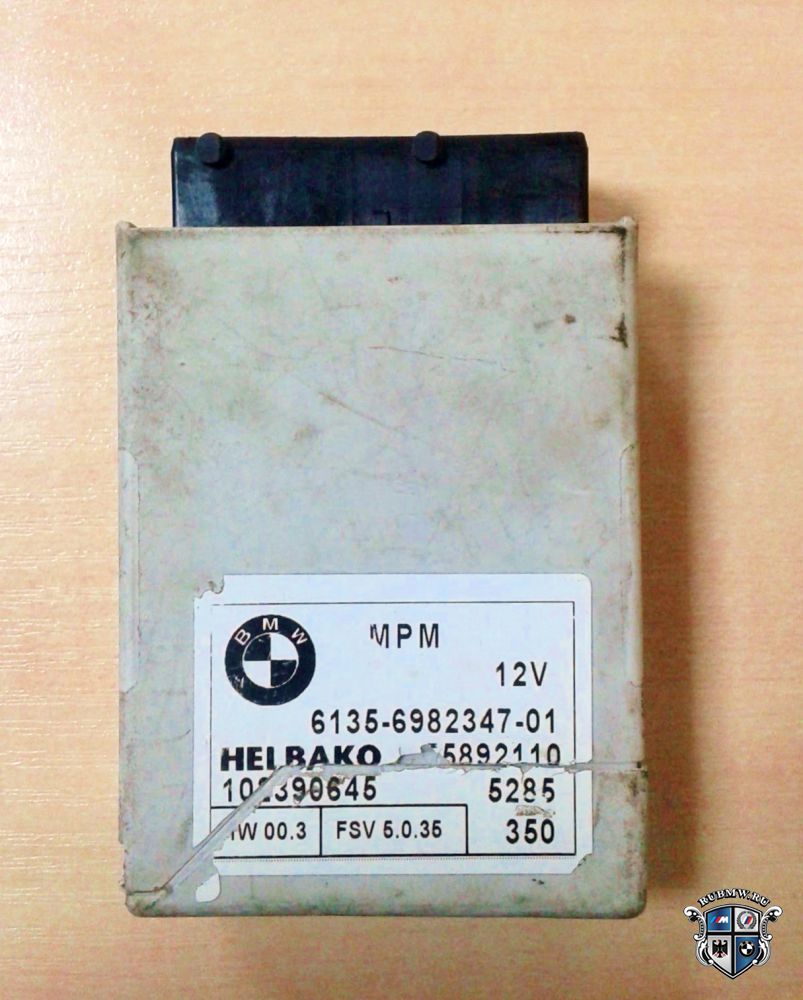 BMW
MPM
12V
6135-6982347-01
HELBAKO
5285
350
FSV 5.0.35
RUBMW.RU